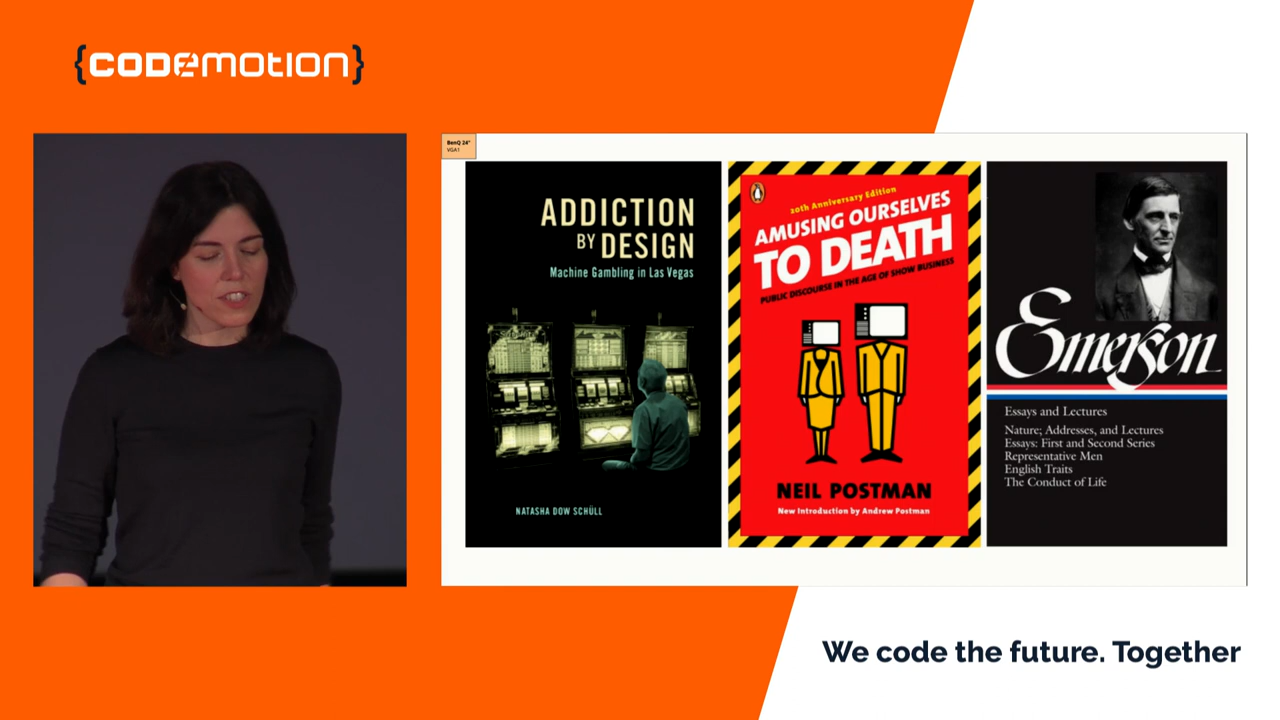 {CODEMOTION}
BenQ 24"
VGA1
ADDICTION
BY DESIGN
Machine Gambling in Las Vegas
NATASHA DOW SCHÜLL
20th Anniversary Edition
AMUSING OURSELVES
TO DEATH
PUBLIC DISCOURSE IN THE AGE OF SHOW BUSINESS
NEIL POSTMAN
New Introduction by Andrew Postman
Emerson
Essays and Lectures
Nature; Addresses, and Lectures
Essays: First and Second Series
Representative Men
English Traits
The Conduct of Life
We code the future. Together